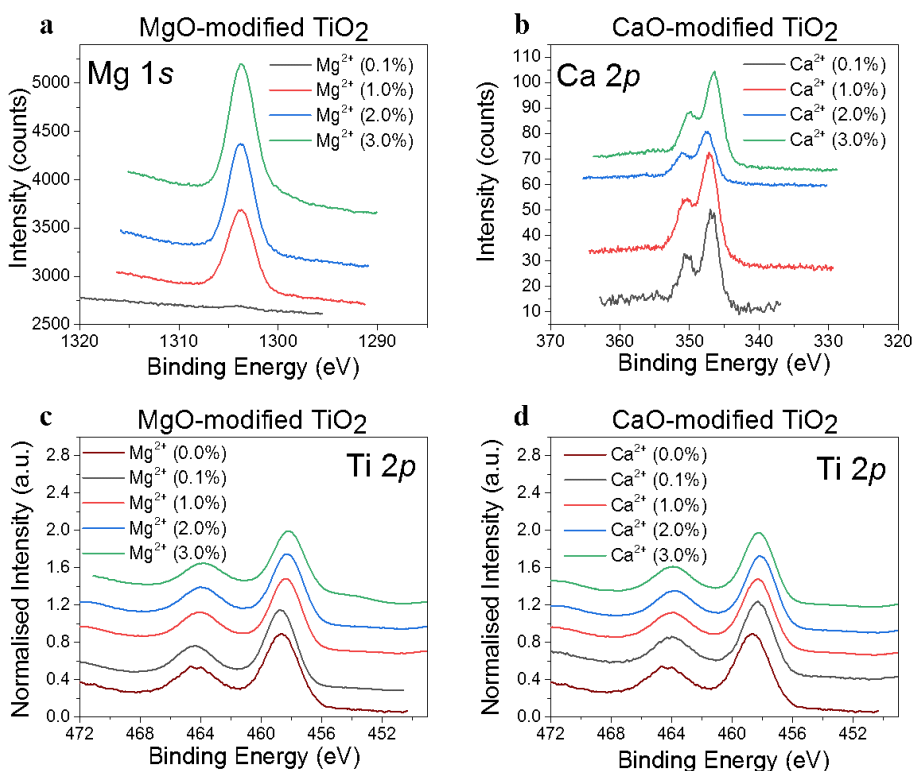 a
MgO-modified TiO2
Mg 1s
Mg²⁺ (0.1%)
Mg²⁺ (1.0%)
Mg²⁺ (2.0%)
Mg²⁺ (3.0%)
Intensity (counts)
5000
4500
4000
3500
3000
2500
1320 1310 1300 1290
Binding Energy (eV)
b
CaO-modified TiO2
Ca 2p
Ca²⁺ (0.1%)
Ca²⁺ (1.0%)
Ca²⁺ (2.0%)
Ca²⁺ (3.0%)
Intensity (counts)
110
100
90
80
70
60
50
40
30
20
10
370 360 350 340 330 320
Binding Energy (eV)
c
MgO-modified TiO2
Ti 2p
Mg²⁺ (0.0%)
Mg²⁺ (0.1%)
Mg²⁺ (1.0%)
Mg²⁺ (2.0%)
Mg²⁺ (3.0%)
Normalised Intensity (a.u.)
2.8
2.4
2.0
1.6
1.2
0.8
0.4
0.0
472 468 464 460 456 452
Binding Energy (eV)
d
CaO-modified TiO2
Ti 2p
Ca²⁺ (0.0%)
Ca²⁺ (0.1%)
Ca²⁺ (1.0%)
Ca²⁺ (2.0%)
Ca²⁺ (3.0%)
Normalised Intensity (a.u.)
2.8
2.4
2.0
1.6
1.2
0.8
0.4
0.0
472 468 464 460 456 452
Binding Energy (eV)